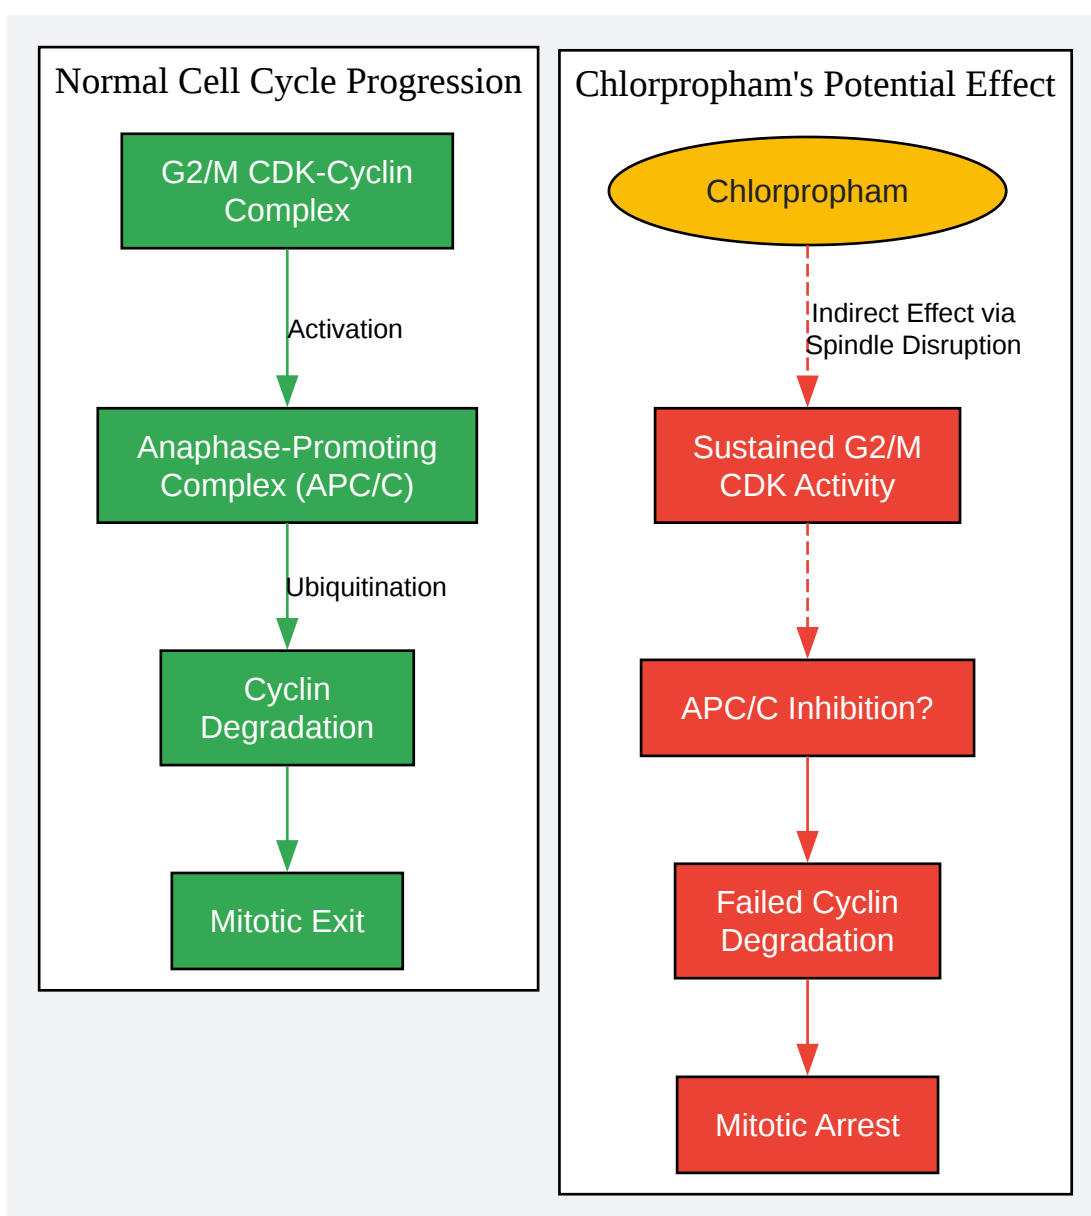 Normal Cell Cycle Progression
G2/M CDK-Cyclin
Complex
Activation
Anaphase-Promoting
Complex (APC/C)
Ubiquitination
Cyclin
Degradation
Mitotic Exit
Chlorpropham's Potential Effect
Chlorpropham
Indirect Effect via
Spindle Disruption
Sustained G2/M
CDK Activity
APC/C Inhibition?
Failed Cyclin
Degradation
Mitotic Arrest